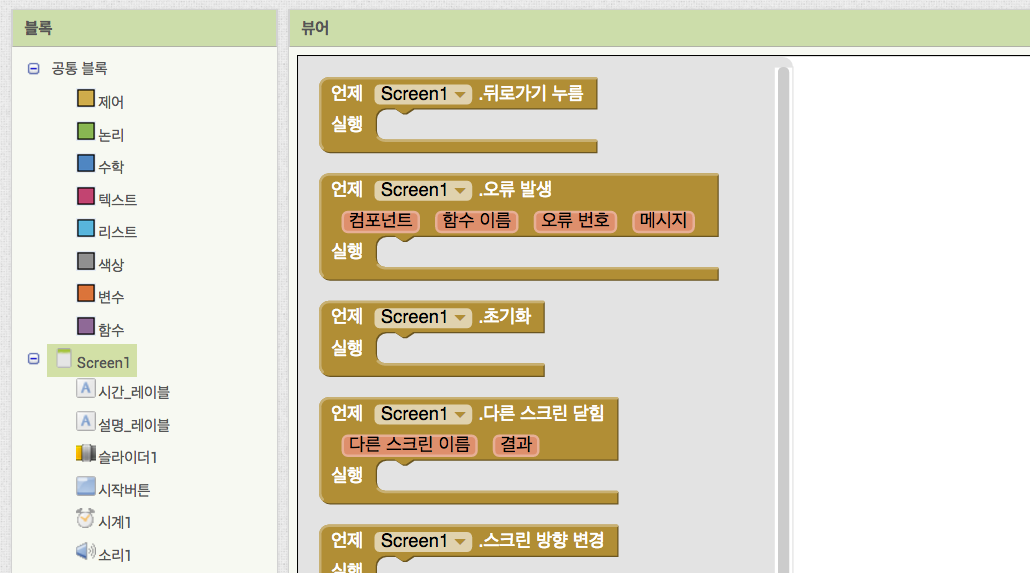 블록
공통 블록
제어
논리
수학
텍스트
리스트
색상
변수
함수
Screen1
시간_레이블
설명_레이블
슬라이더1
시작버튼
시계1
소리1
뷰어
언제 Screen1 .뒤로가기 누름
실행
언제 Screen1 .오류 발생
컴포넌트 함수 이름 오류 번호 메시지
실행
언제 Screen1 .초기화
실행
언제 Screen1 .다른 스크린 닫힘
다른 스크린 이름 결과
실행
언제 Screen1 .스크린 방향 변경
실행